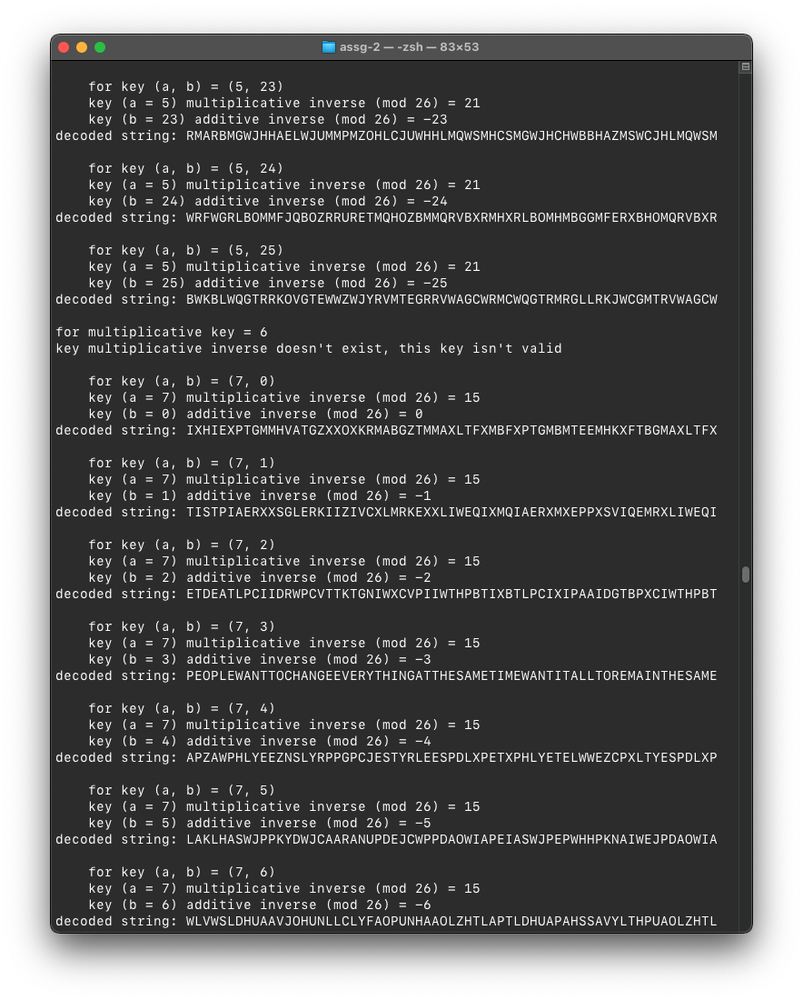 assg-2 — -zsh — 83×53
for key (a, b) = (5, 23)
key (a = 5) multiplicative inverse (mod 26) = 21
key (b = 23) additive inverse (mod 26) = -23
decoded string: RMARBMGWJHHAELWJUMMPMZOHLCJUWHHLMQWSMHCSMGWJHCHWBBHAZMSWCJHLMQWSM
for key (a, b) = (5, 24)
key (a = 5) multiplicative inverse (mod 26) = 21
key (b = 24) additive inverse (mod 26) = -24
decoded string: WRFWGRLBOMMFJQBOZRRURETMQHOZBMMQRVBXRMHXRLBOMHMBGGMFERXBHOMQRVBXR
for key (a, b) = (5, 25)
key (a = 5) multiplicative inverse (mod 26) = 21
key (b = 25) additive inverse (mod 26) = -25
decoded string: BWKBLWQGTRRKOVGTEWWZWJYRVMTEGRRVWAGCWRMCWQGTRMRGLLRKJWCGMTRVWAGCW
for multiplicative key = 6
key multiplicative inverse doesn't exist, this key isn't valid
for key (a, b) = (7, 0)
key (a = 7) multiplicative inverse (mod 26) = 15
key (b = 0) additive inverse (mod 26) = 0
decoded string: IXHIEXPTGMMHVATGZXXOXKRMABGZTMMAXLTFXMBFXPTGMBMTEEMHKXFTBGMAXLTFX
for key (a, b) = (7, 1)
key (a = 7) multiplicative inverse (mod 26) = 15
key (b = 1) additive inverse (mod 26) = -1
decoded string: TISTPIAERXXSGLERKIIZIVCXLMRKEXXLIWEQIXMQIAERXMXEPPXSVIQEMRXLIWEQI
for key (a, b) = (7, 2)
key (a = 7) multiplicative inverse (mod 26) = 15
key (b = 2) additive inverse (mod 26) = -2
decoded string: ETDEATLPCIIDRWPCVTTKTGNIWXCVPIIWTHPBTIXBTLPCIXIPAAIDGTBPXCIWTHPBT
for key (a, b) = (7, 3)
key (a = 7) multiplicative inverse (mod 26) = 15
key (b = 3) additive inverse (mod 26) = -3
decoded string: PEOPLEWANTTOCHANGEEVERYTHINGATTHESAMETIMEWANTITALLTOREMAINTHESAME
for key (a, b) = (7, 4)
key (a = 7) multiplicative inverse (mod 26) = 15
key (b = 4) additive inverse (mod 26) = -4
decoded string: APZAWPHLYEEZNSLYRPPGPCJESTYRLEESPDLXPETXPHLYETELWWEZCPXLTYESPDLXP
for key (a, b) = (7, 5)
key (a = 7) multiplicative inverse (mod 26) = 15
key (b = 5) additive inverse (mod 26) = -5
decoded string: LAKLHASWJPPKYDWJCAARANUPDEJCWPPDAOWIAPEIASWJPEPWHHPKNAIWEJPDAOWIA
for key (a, b) = (7, 6)
key (a = 7) multiplicative inverse (mod 26) = 15
key (b = 6) additive inverse (mod 26) = -6
decoded string: WLVWSLDHUAAVJOHUNLLCLYFAOPUNHAAOLZHTLAPTLDHUAPAHSSAVYLTHPUAOLZHTL